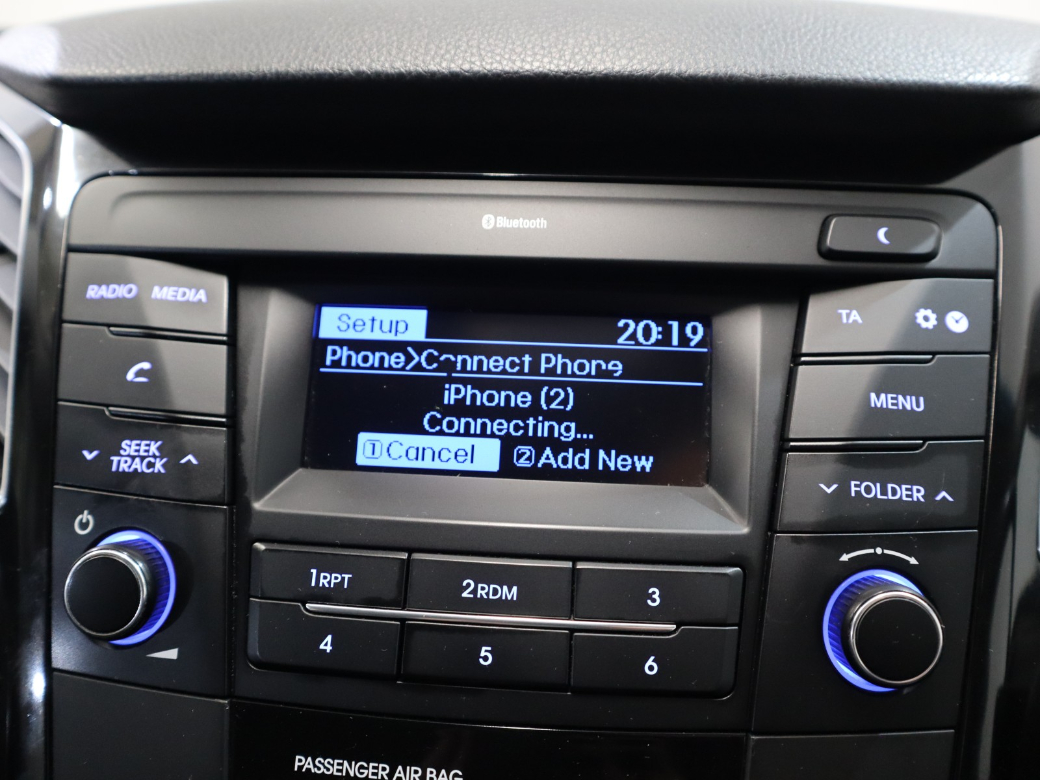 Bluetooth
RADIO MEDIA
TA
Setup 20:19
Phone>Connect Phone
iPhone (2)
Connecting...
①Cancel ②Add New
MENU
SEEK
TRACK
FOLDER
1RPT 2RDM 3
4 5 6
PASSENGER AIR BAG